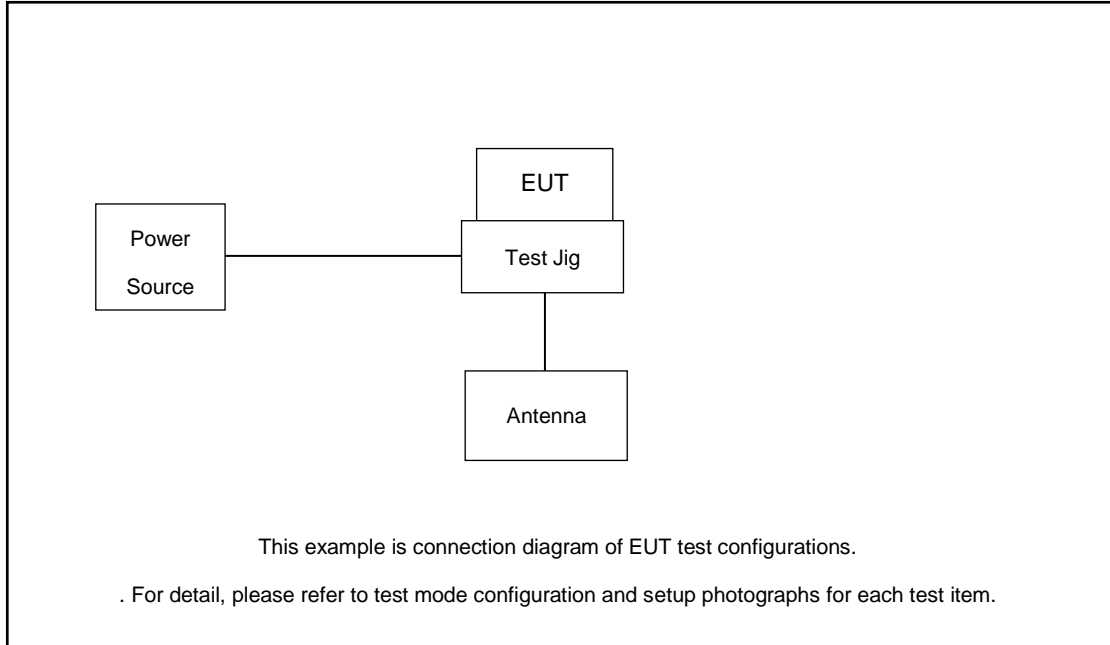 EUT
Power
Source
Test Jig
Antenna
This example is connection diagram of EUT test configurations.
. For detail, please refer to test mode configuration and setup photographs for each test item.